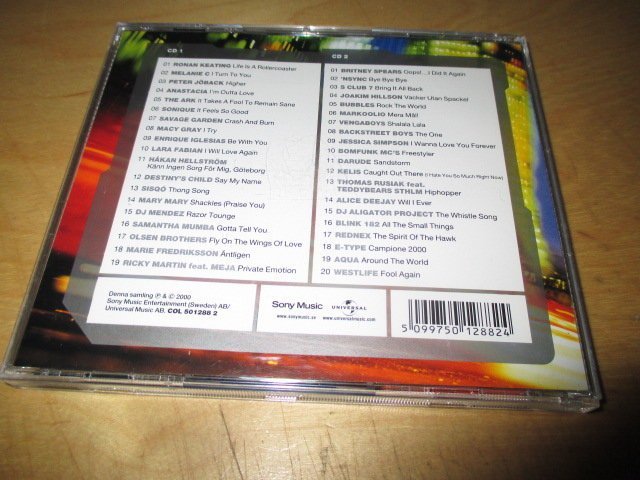 CD 1
01 RONAN KEATING Life Is A Rollercoaster
02 MELANIE C I Turn To You
03 PETER JÖBACK Higher
04 ANASTACIA I'm Outta Love
05 THE ARK It Takes A Fool To Remain Sane
06 SONIQUE It Feels So Good
07 SAVAGE GARDEN Crash And Burn
08 MACY GRAY I Try
09 ENRIQUE IGLESIAS Be With You
10 LARA FABIAN I Will Love Again
11 HÅKAN HELLSTRÖM
Känn Ingen Sorg För Mig, Göteborg
12 DESTINY'S CHILD Say My Name
13 SISQÓ Thong Song
14 MARY MARY Shackles (Praise You)
15 DJ MENDEZ Razor Tounge
16 SAMANTHA MUMBA Gotta Tell You
17 OLSEN BROTHERS Fly On The Wings Of Love
18 MARIE FREDRIKSSON Äntligen
19 RICKY MARTIN feat. MEJA Private Emotion
CD 2
01 BRITNEY SPEARS Oops!...I Did It Again
02 'NSYNC Bye Bye Bye
03 S CLUB 7 Bring It All Back
04 JOAKIM HILLSON Vacker Utan Spackel
05 BUBBLES Rock The World
06 MARKOOLIO Mera Mål!
07 VENGABOYS Shalala Lala
08 BACKSTREET BOYS The One
09 JESSICA SIMPSON I Wanna Love You Forever
10 BOMFUNK MC'S Freestyler
11 DARUDE Sandstorm
12 KELIS Caught Out There (I Hate You So Much Right Now)
13 THOMAS RUSIAK feat.
TEDDYBEARS STHLM Hiphopper
14 ALICE DEEJAY Will I Ever
15 DJ ALIGATOR PROJECT The Whistle Song
16 BLINK 182 All The Small Things
17 REDNEX The Spirit Of The Hawk
18 E-TYPE Campione 2000
19 AQUA Around The World
20 WESTLIFE Fool Again
Denna samling ℗ & © 2000
Sony Music Entertainment (Sweden) AB/
Universal Music AB. COL 501288 2
Sony Music
www.sonymusic.se
UNIVERSAL
www.universalmusic.com
5 099750 128824